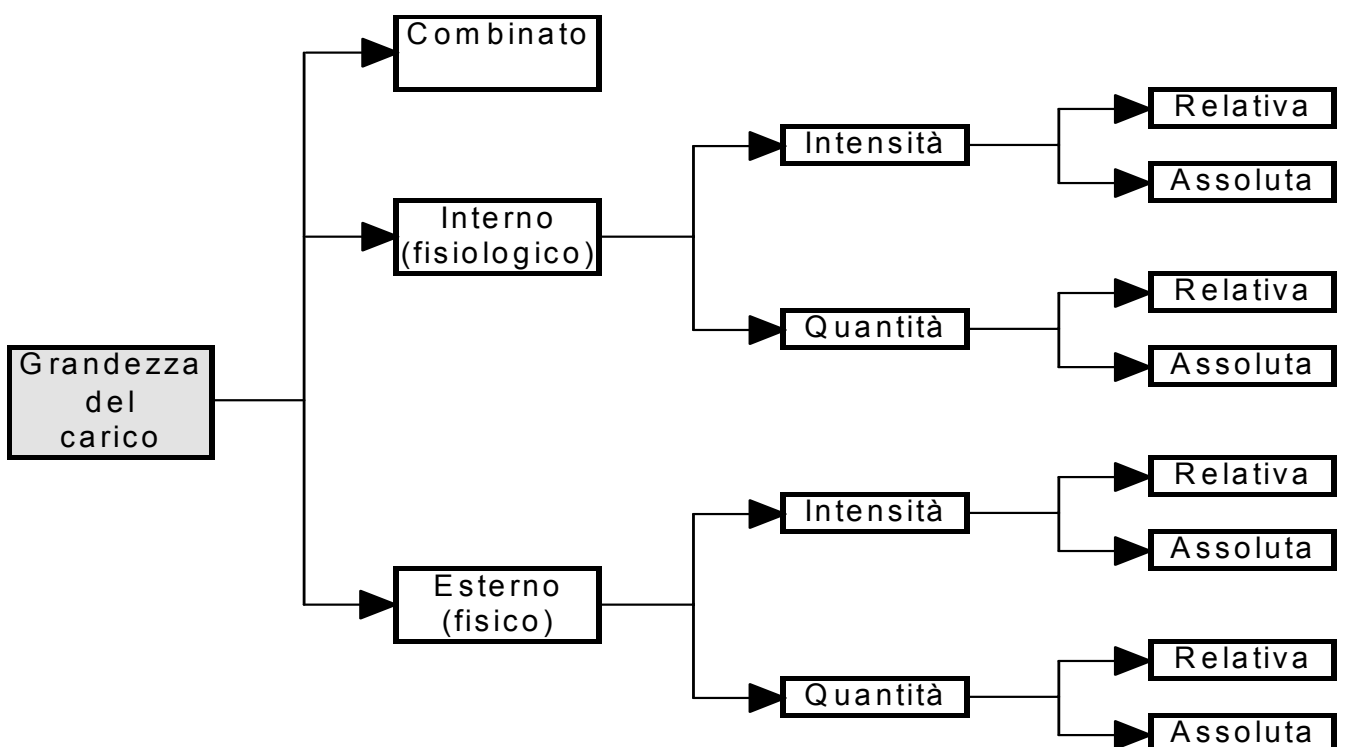 Combinato
Relativa
Intensità
Assoluta
Interno
(fisiologico)
Relativa
Quantità
Assoluta
Grandezza
del
carico
Relativa
Intensità
Assoluta
Esterno
(fisico)
Relativa
Quantità
Assoluta